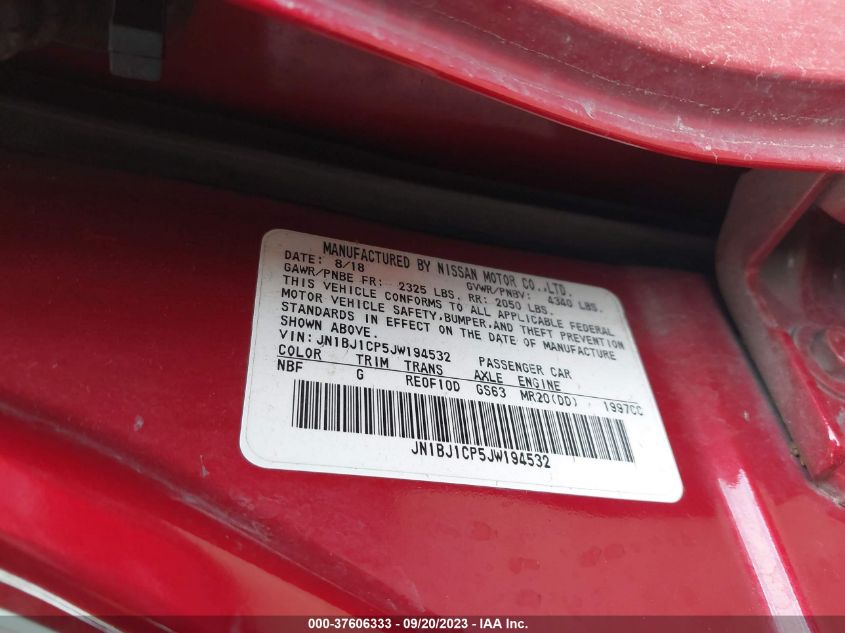 MANUFACTURED BY NISSAN MOTOR CO.,LTD.
DATE: 8/18 GVWR/PNBV: 4340 LBS.
GAWR/PNBE FR: 2325 LBS. RR: 2050 LBS.
THIS VEHICLE CONFORMS TO ALL APPLICABLE FEDERAL
MOTOR VEHICLE SAFETY,BUMPER,AND THEFT PREVENTION
STANDARDS IN EFFECT ON THE DATE OF MANUFACTURE
SHOWN ABOVE.
VIN: JN1BJ1CP5JW194532 PASSENGER CAR
COLOR TRIM TRANS AXLE ENGINE
NBF G RE0F10D GS63 MR20(DD) 1997CC
JN1BJ1CP5JW194532
000-37606333 - 09/20/2023 - IAAI.com